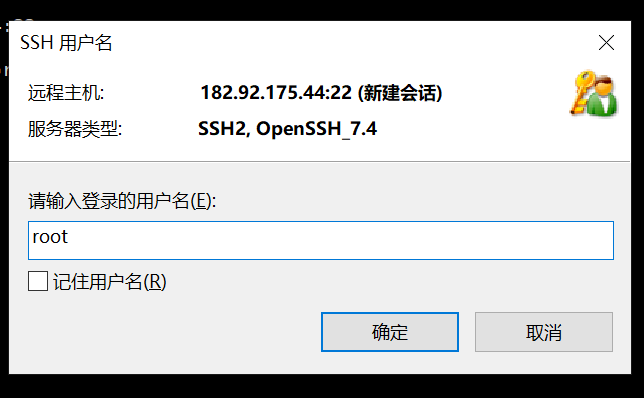 SSH 用户名
远程主机: 182.92.175.44:22 (新建会话)
服务器类型: SSH2, OpenSSH_7.4
请输入登录的用户名(E):
root
记住用户名(R)
确定 取消